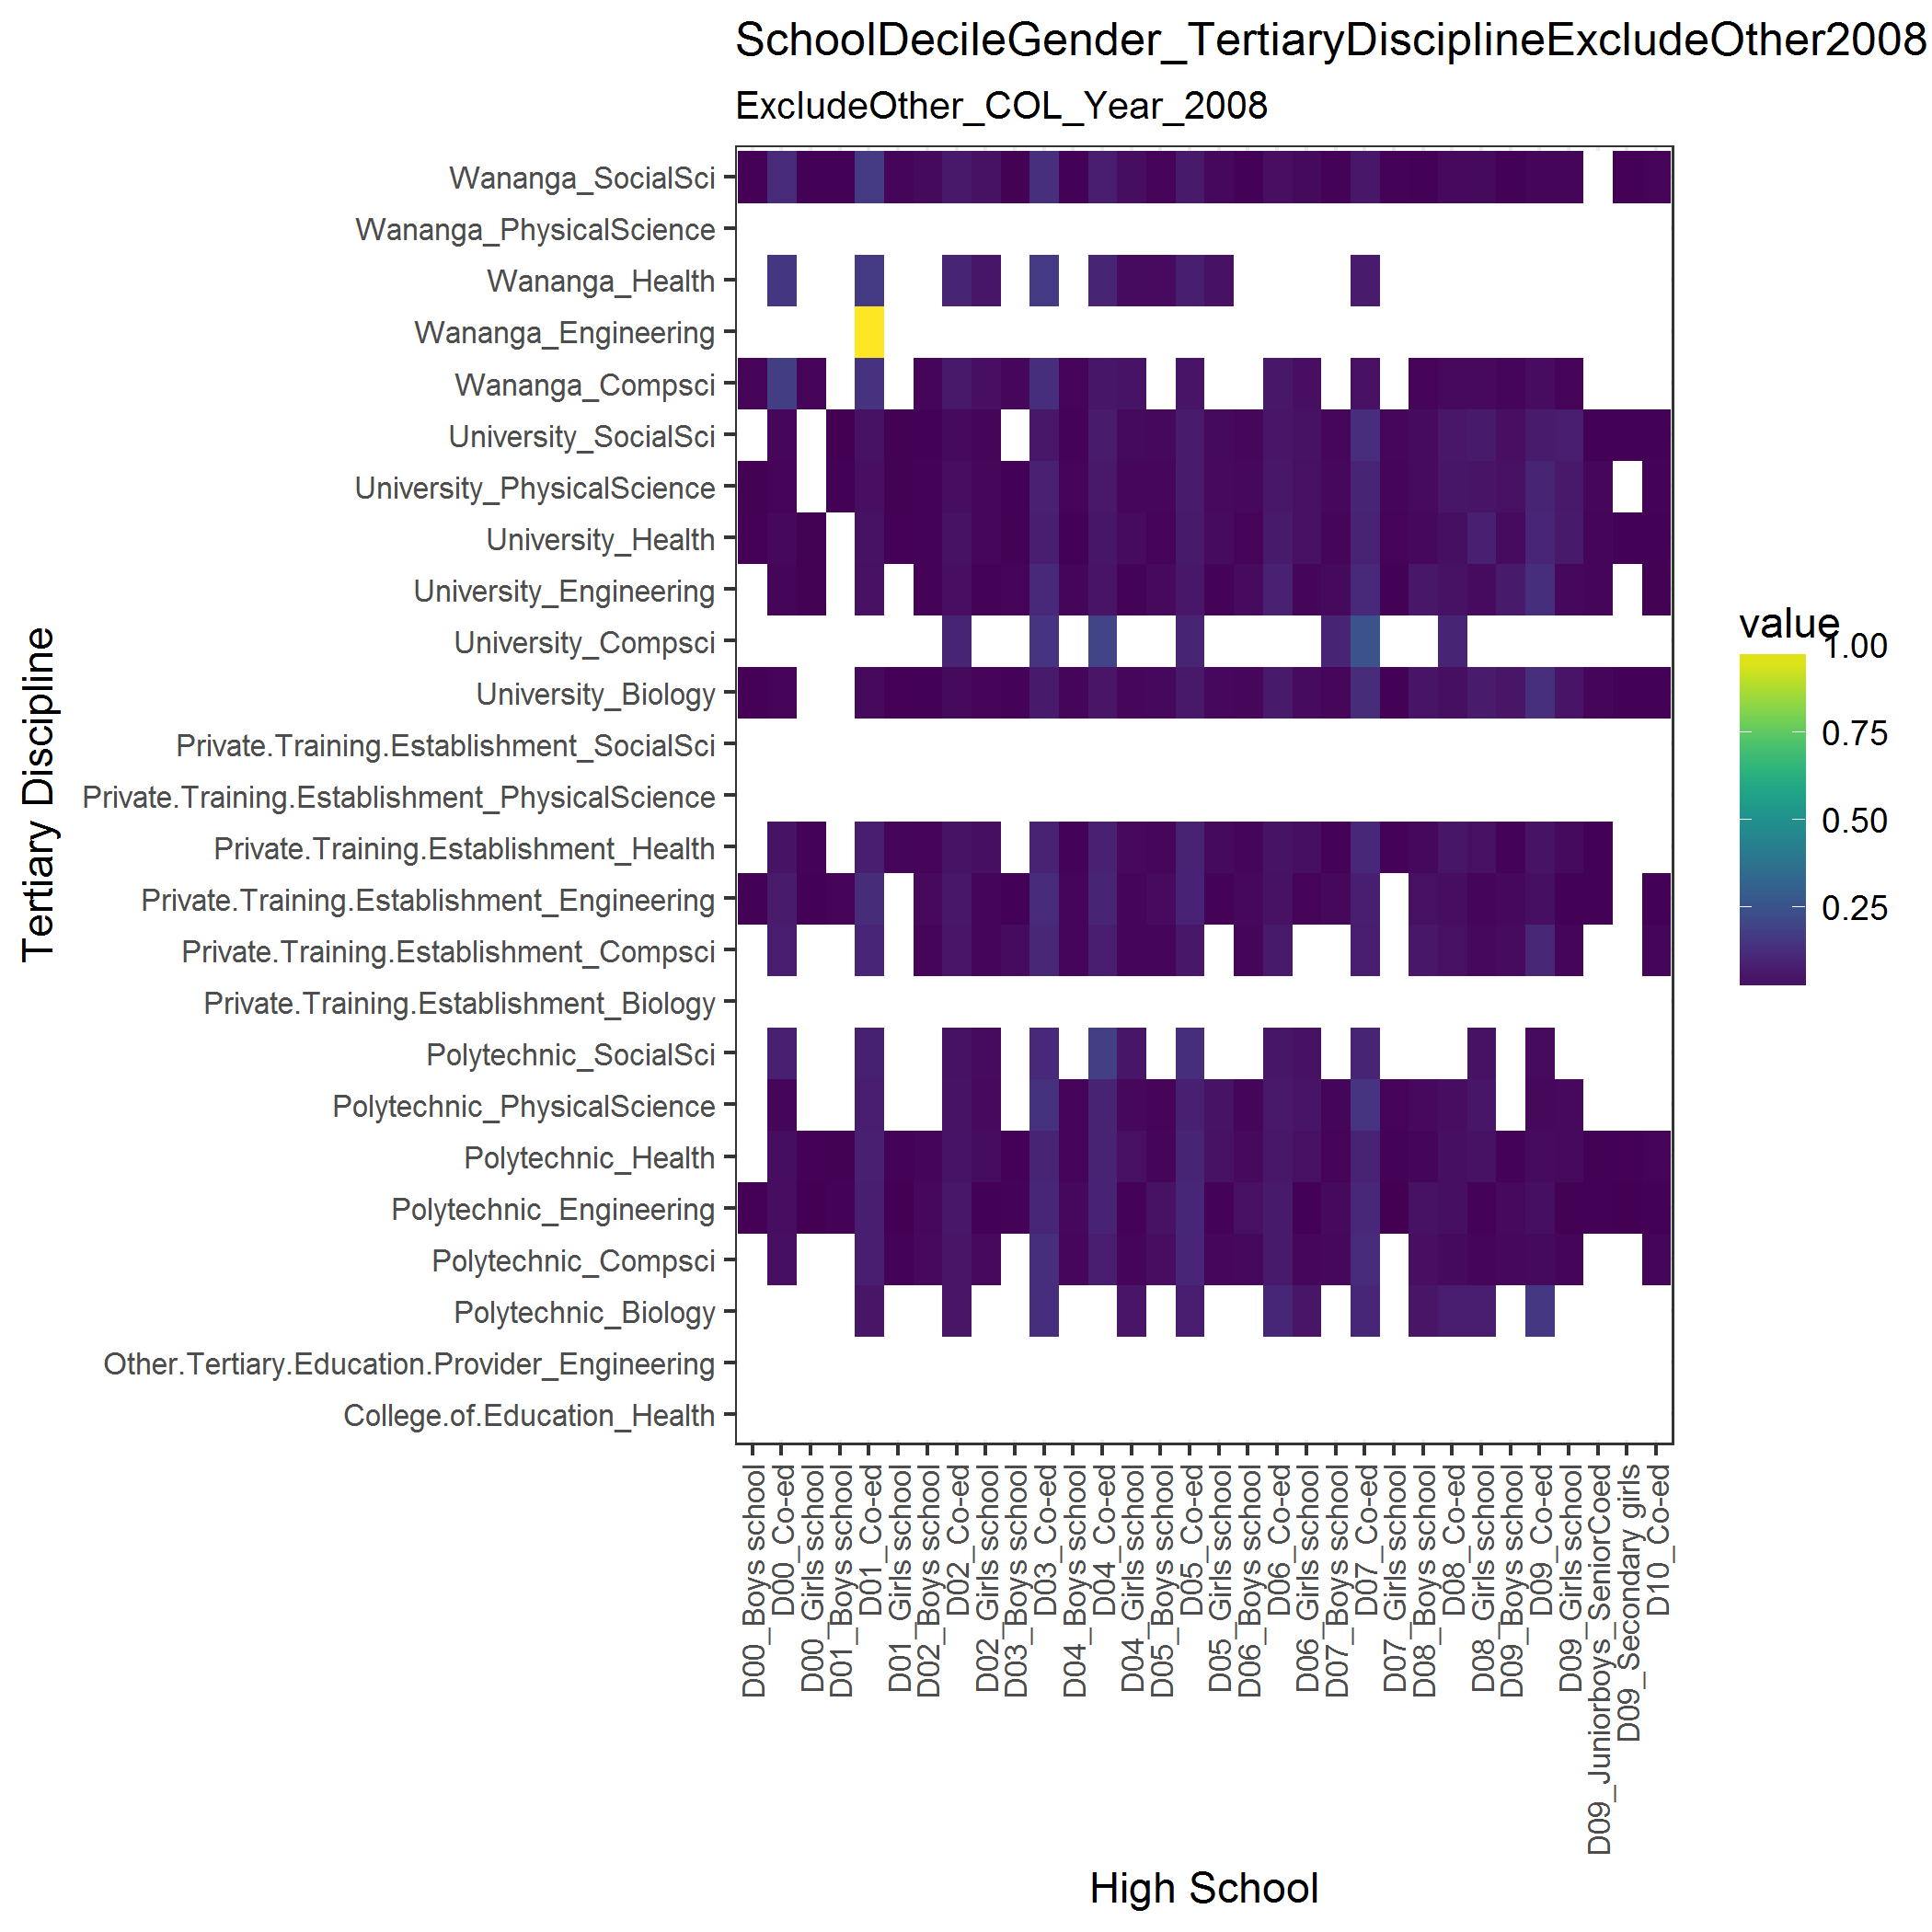 SchoolDecileGender_TertiaryDisciplineExcludeOther2008
ExcludeOther_COL_Year_2008
Tertiary Discipline
Wananga_SocialSci
Wananga_PhysicalScience
Wananga_Health
Wananga_Engineering
Wananga_Compsci
University_SocialSci
University_PhysicalScience
University_Health
University_Engineering
University_Compsci
University_Biology
Private.Training.Establishment_SocialSci
Private.Training.Establishment_PhysicalScience
Private.Training.Establishment_Health
Private.Training.Establishment_Engineering
Private.Training.Establishment_Compsci
Private.Training.Establishment_Biology
Polytechnic_SocialSci
Polytechnic_PhysicalScience
Polytechnic_Health
Polytechnic_Engineering
Polytechnic_Compsci
Polytechnic_Biology
Other.Tertiary.Education.Provider_Engineering
College.of.Education_Health
D00_Boys school
D00_Co-ed
D00_Girls school
D01_Boys school
D01_Co-ed
D01_Girls school
D02_Boys school
D02_Co-ed
D02_Girls school
D03_Boys school
D03_Co-ed
D04_Boys school
D04_Co-ed
D04_Girls school
D05_Boys school
D05_Co-ed
D05_Girls school
D06_Boys school
D06_Co-ed
D06_Girls school
D07_Boys school
D07_Co-ed
D07_Girls school
D08_Boys school
D08_Co-ed
D08_Girls school
D09_Boys school
D09_Co-ed
D09_Girls school
D09_Juniorboys_SeniorCoed
D09_Secondary girls
D10_Co-ed
High School
value
1.00
0.75
0.50
0.25